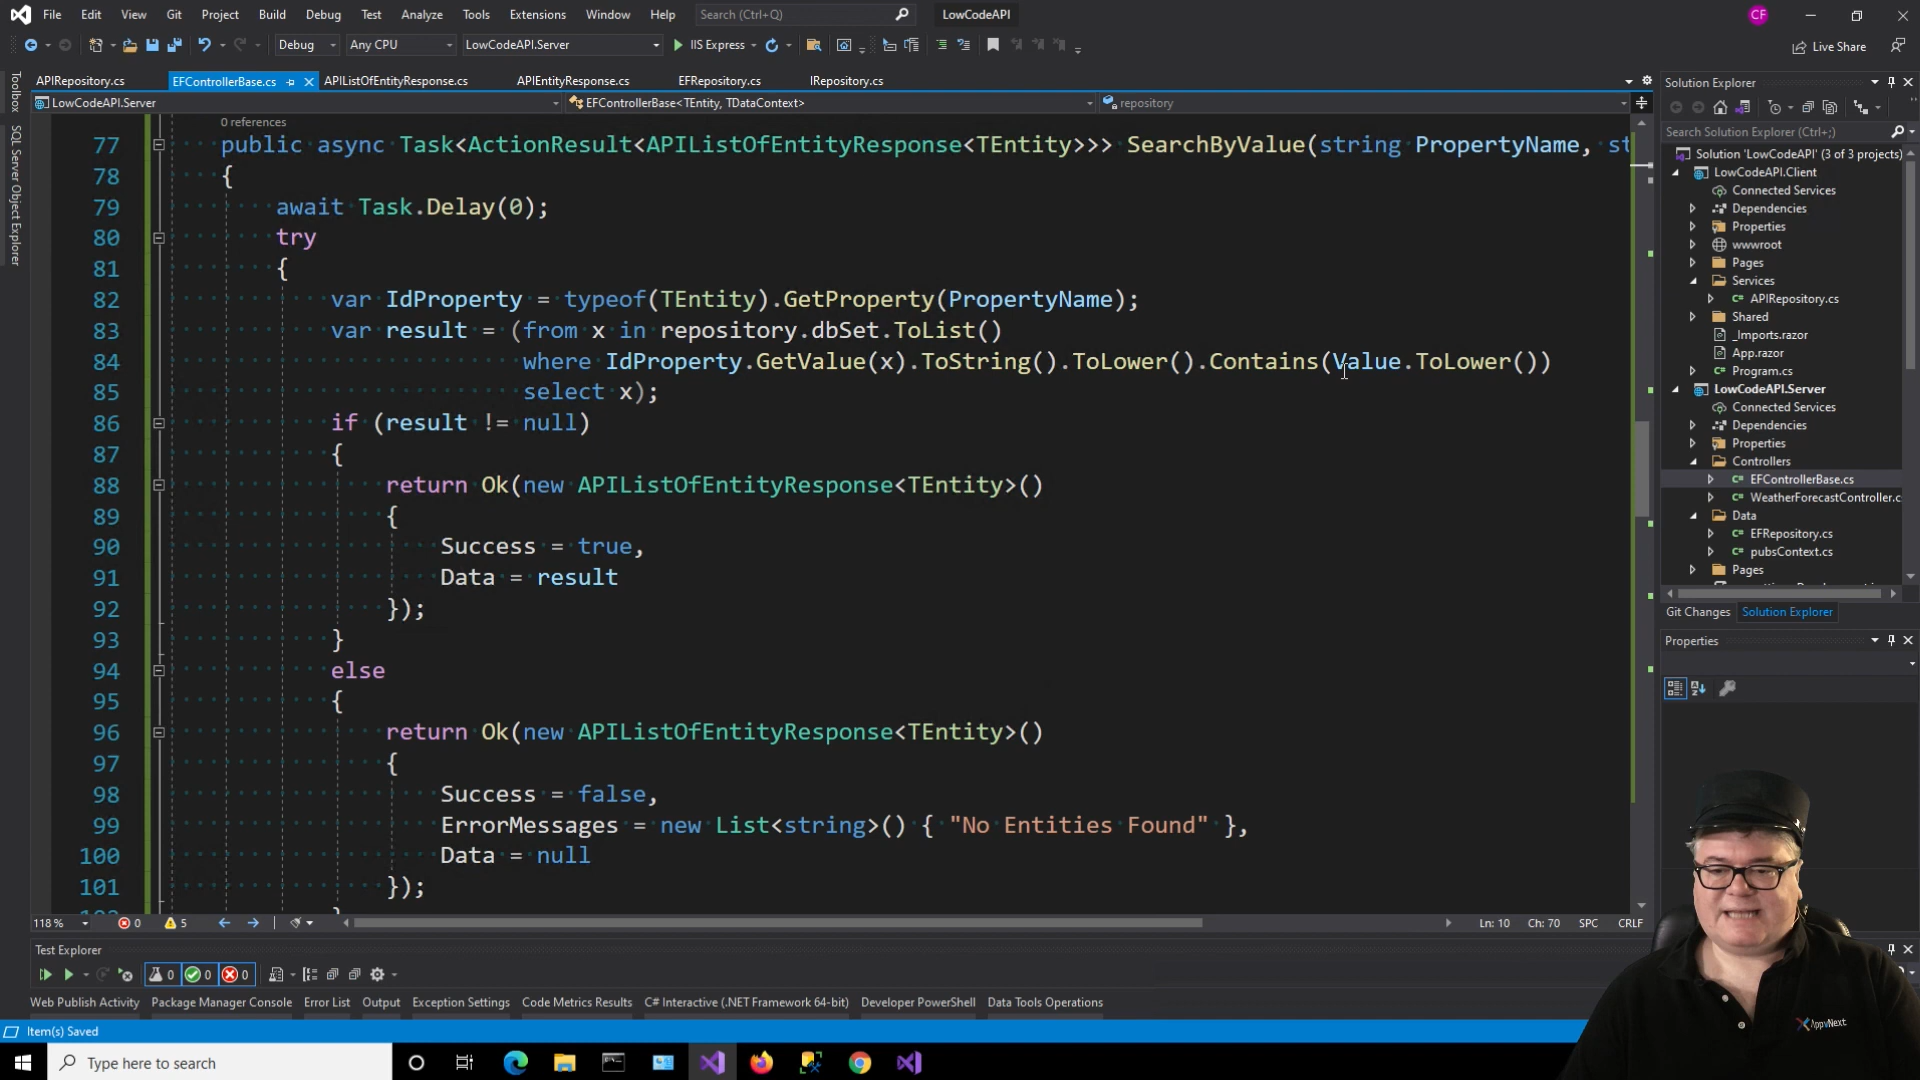 File Edit View Git Project Build Debug Test Analyze Tools Extensions Window Help Search (Ctrl+Q) LowCodeAPI CF
Debug Any CPU LowCodeAPI.Server IIS Express Live Share
APIRepository.cs EFControllerBase.cs APIListOfEntityResponse.cs APIEntityResponse.cs EFRepository.cs IRepository.cs
LowCodeAPI.Server EFControllerBase<TEntity, TDataContext> repository
Toolbox
SQL Server Object Explorer
0 references
77 public async Task<ActionResult<APIListOfEntityResponse<TEntity>>> SearchByValue(string PropertyName, st
78 {
79 await Task.Delay(0);
80 try
81 {
82 var IdProperty = typeof(TEntity).GetProperty(PropertyName);
83 var result = (from x in repository.dbSet.ToList()
84 where IdProperty.GetValue(x).ToString().ToLower().Contains(Value.ToLower())
85 select x);
86 if (result != null)
87 {
88 return Ok(new APIListOfEntityResponse<TEntity>()
89 {
90 Success = true,
91 Data = result
92 });
93 }
94 else
95 {
96 return Ok(new APIListOfEntityResponse<TEntity>()
97 {
98 Success = false,
99 ErrorMessages = new List<string>() { "No Entities Found" },
100 Data = null
101 });
118 % 0 5 Ln: 10 Ch: 70 SPC CRLF
Test Explorer
0 0 0
Web Publish Activity Package Manager Console Error List Output Exception Settings Code Metrics Results C# Interactive (.NET Framework 64-bit) Developer PowerShell Data Tools Operations
Item(s) Saved
Type here to search
Solution Explorer
Search Solution Explorer (Ctrl+;)
Solution 'LowCodeAPI' (3 of 3 projects)
LowCodeAPI.Client
Connected Services
Dependencies
Properties
wwwroot
Pages
Services
C# APIRepository.cs
Shared
_Imports.razor
App.razor
C# Program.cs
LowCodeAPI.Server
Connected Services
Dependencies
Properties
Controllers
C# EFControllerBase.cs
C# WeatherForecastController.c
Data
C# EFRepository.cs
C# pubsContext.cs
Pages
Git Changes Solution Explorer
Properties
AppvNext